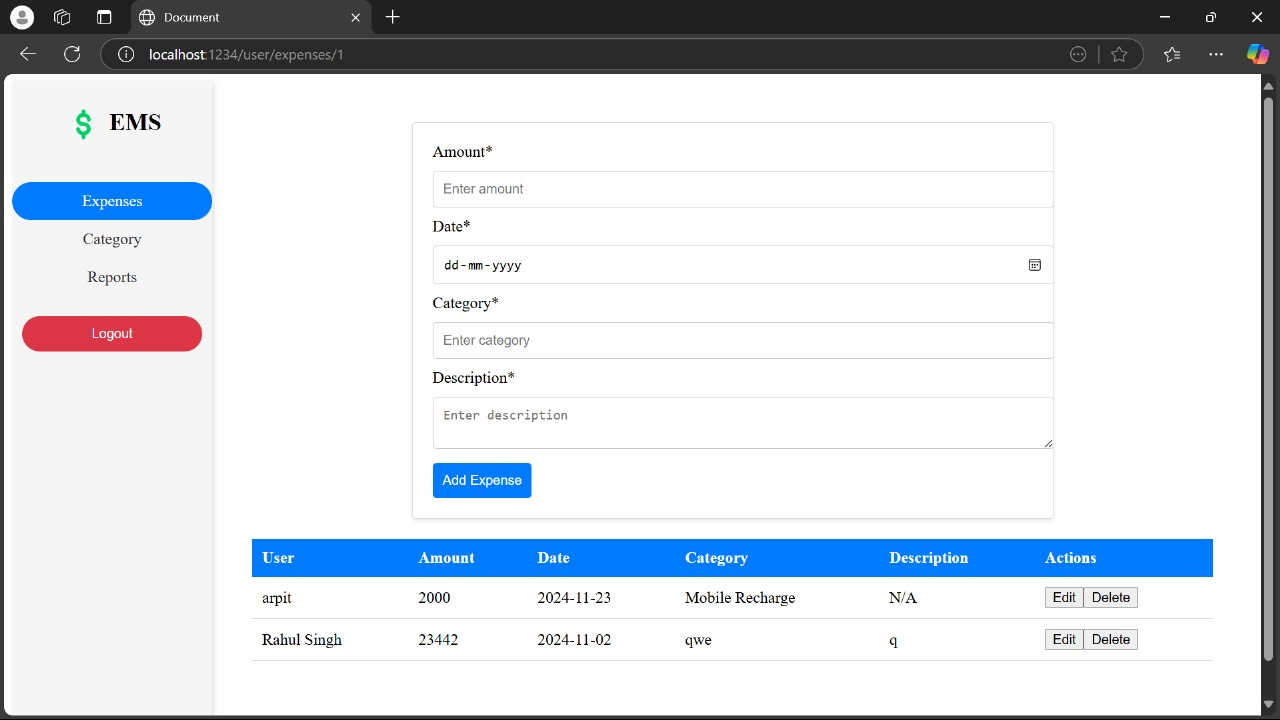 Document
localhost:1234/user/expenses/1
EMS
Expenses
Category
Reports
Logout
Amount*
Enter amount
Date*
dd-mm-yyyy
Category*
Enter category
Description*
Enter description
Add Expense
User Amount Date Category Description Actions
arpit 2000 2024-11-23 Mobile Recharge N/A Edit Delete
Rahul Singh 23442 2024-11-02 qwe q Edit Delete